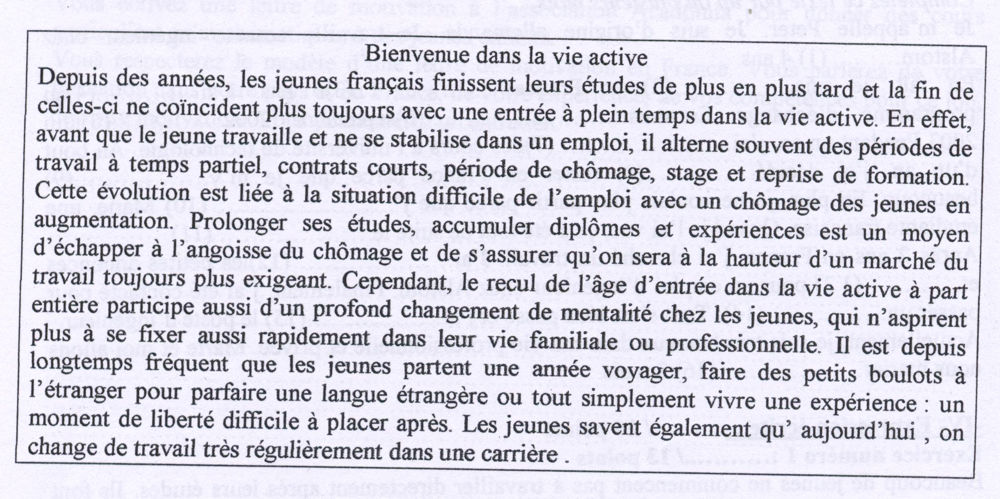 Bienvenue dans la vie active
Depuis des années, les jeunes français finissent leurs études de plus en plus tard et la fin de
celles-ci ne coïncident plus toujours avec une entrée à plein temps dans la vie active. En effet,
avant que le jeune travaille et ne se stabilise dans un emploi, il alterne souvent des périodes de
travail à temps partiel, contrats courts, période de chômage, stage et reprise de formation.
Cette évolution est liée à la situation difficile de l'emploi avec un chômage des jeunes en
augmentation. Prolonger ses études, accumuler diplômes et expériences est un moyen
d'échapper à l'angoisse du chômage et de s'assurer qu'on sera à la hauteur d'un marché du
travail toujours plus exigeant. Cependant, le recul de l'âge d'entrée dans la vie active à part
entière participe aussi d'un profond changement de mentalité chez les jeunes, qui n'aspirent
plus à se fixer aussi rapidement dans leur vie familiale ou professionnelle. Il est depuis
longtemps fréquent que les jeunes partent une année voyager, faire des petits boulots à
l'étranger pour parfaire une langue étrangère ou tout simplement vivre une expérience : un
moment de liberté difficile à placer après. Les jeunes savent également qu' aujourd'hui , on
change de travail très régulièrement dans une carrière .